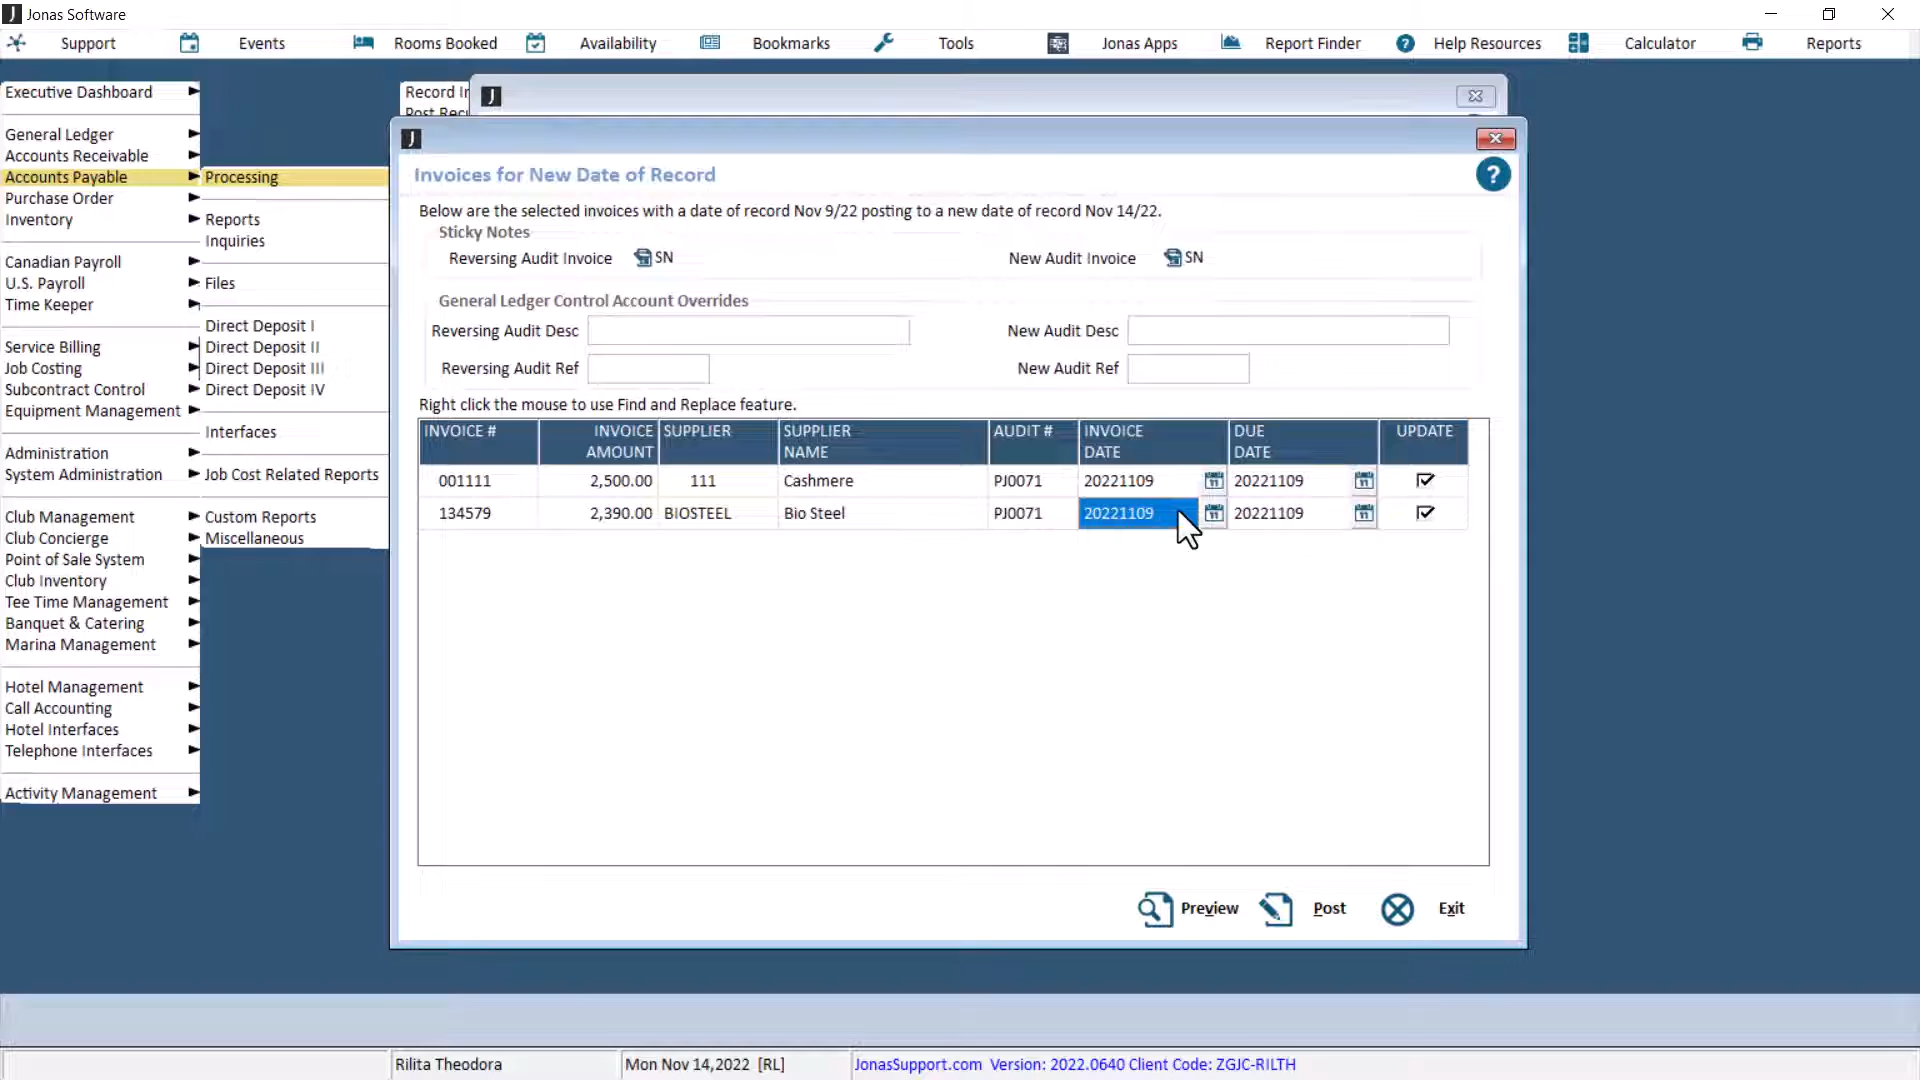 Jonas Software
Support Events Rooms Booked Availability Bookmarks Tools Jonas Apps Report Finder Help Resources Calculator Reports
Executive Dashboard
General Ledger
Accounts Receivable
Accounts Payable
Purchase Order
Inventory
Canadian Payroll
U.S. Payroll
Time Keeper
Service Billing
Job Costing
Subcontract Control
Equipment Management
Administration
System Administration
Club Management
Club Concierge
Point of Sale System
Club Inventory
Tee Time Management
Banquet & Catering
Marina Management
Hotel Management
Call Accounting
Hotel Interfaces
Telephone Interfaces
Activity Management
Processing
Reports
Inquiries
Files
Direct Deposit I
Direct Deposit II
Direct Deposit III
Direct Deposit IV
Interfaces
Job Cost Related Reports
Custom Reports
Miscellaneous
Record
Post
Invoices for New Date of Record
Below are the selected invoices with a date of record Nov 9/22 posting to a new date of record Nov 14/22.
Sticky Notes
Reversing Audit Invoice SN New Audit Invoice SN
General Ledger Control Account Overrides
Reversing Audit Desc New Audit Desc
Reversing Audit Ref New Audit Ref
Right click the mouse to use Find and Replace feature.
INVOICE # INVOICE AMOUNT SUPPLIER SUPPLIER NAME AUDIT # INVOICE DATE DUE DATE UPDATE
001111 2,500.00 111 Cashmere PJ0071 20221109 20221109
134579 2,390.00 BIOSTEEL Bio Steel PJ0071 20221109 20221109
Preview Post Exit
Rilita Theodora Mon Nov 14,2022 [RL] JonasSupport.com Version: 2022.0640 Client Code: ZGJC-RILTH